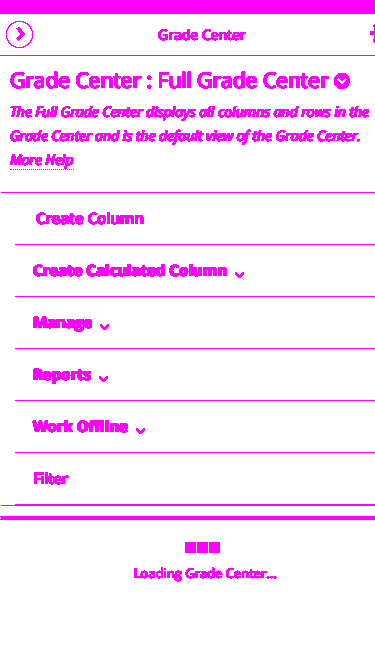 Grade Center
Grade Center : Full Grade Center
The Full Grade Center displays all columns and rows in the
Grade Center and is the default view of the Grade Center.
More Help
Create Column
Create Calculated Column
Manage
Reports
Work Offline
Filter
Loading Grade Center...